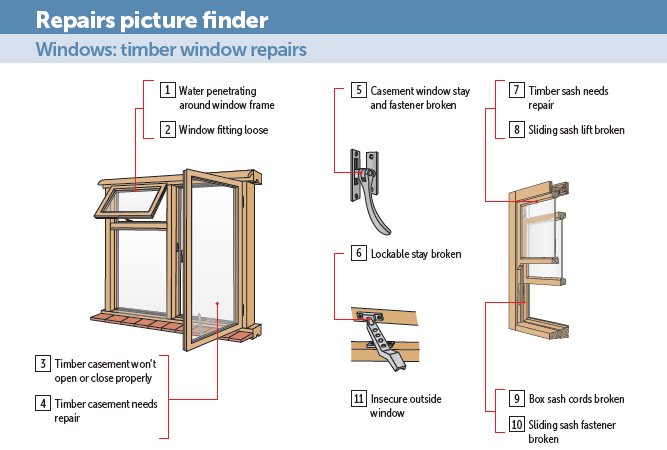 Repairs picture finder
Windows: timber window repairs
1 Water penetrating
around window frame
2 Window fitting loose
3 Timber casement won't
open or close properly
4 Timber casement needs
repair
5 Casement window stay
and fastener broken
6 Lockable stay broken
11 Insecure outside
window
7 Timber sash needs
repair
8 Sliding sash lift broken
9 Box sash cords broken
10 Sliding sash fastener
broken